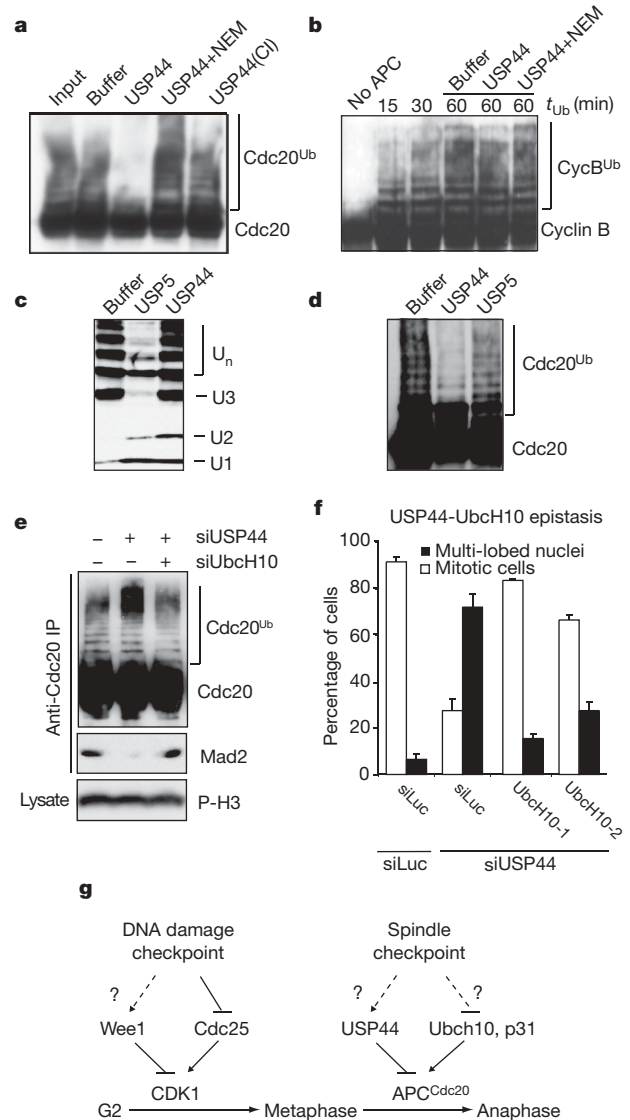 a
Input
Buffer
USP44
USP44+NEM
USP44(CI)
Cdc20Ub
Cdc20
b
No APC
Buffer
USP44
USP44+NEM
15 30 60 60 60 tUb (min)
CycBUb
Cyclin B
c
Buffer
USP5
USP44
Un
U3
U2
U1
d
Buffer
USP44
USP5
Cdc20Ub
Cdc20
e
– + + siUSP44
– – + siUbcH10
Anti-Cdc20 IP
Cdc20Ub
Cdc20
Mad2
Lysate
P-H3
f
USP44-UbcH10 epistasis
Multi-lobed nuclei
Mitotic cells
Percentage of cells
100
80
60
40
20
0
siLuc
siLuc
UbcH10-1
UbcH10-2
siLuc
siUSP44
g
DNA damage
checkpoint
Spindle
checkpoint
?
?
?
Wee1
Cdc25
USP44
Ubch10, p31
CDK1
APCCdc20
G2
Metaphase
Anaphase